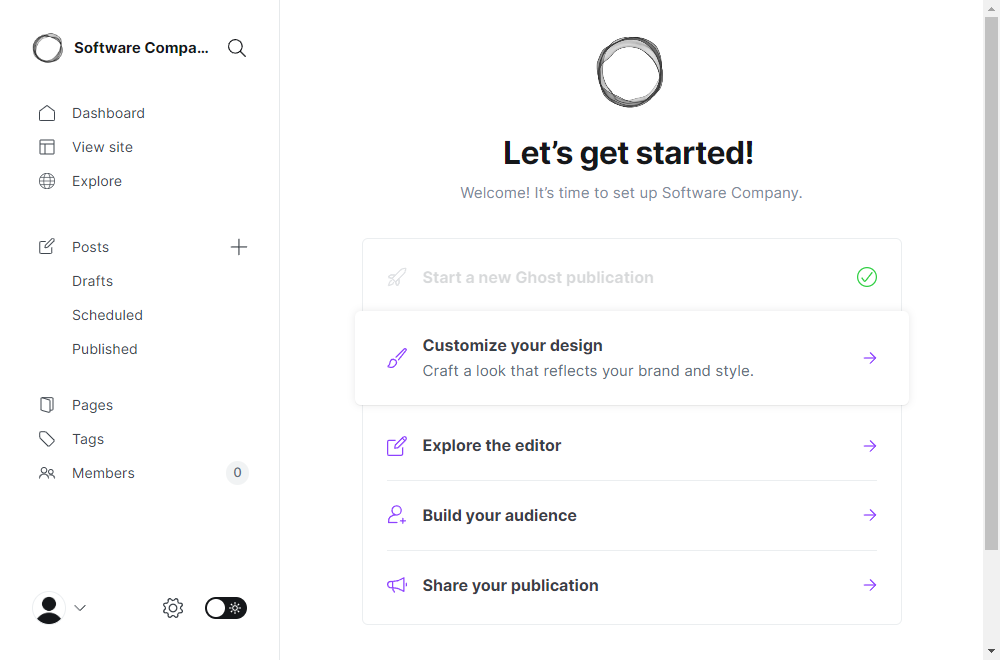 Software Compa...
Dashboard
View site
Explore
Posts
Drafts
Scheduled
Published
Pages
Tags
Members
0
Let's get started!
Welcome! It's time to set up Software Company.
Start a new Ghost publication
Customize your design
Craft a look that reflects your brand and style.
Explore the editor
Build your audience
Share your publication